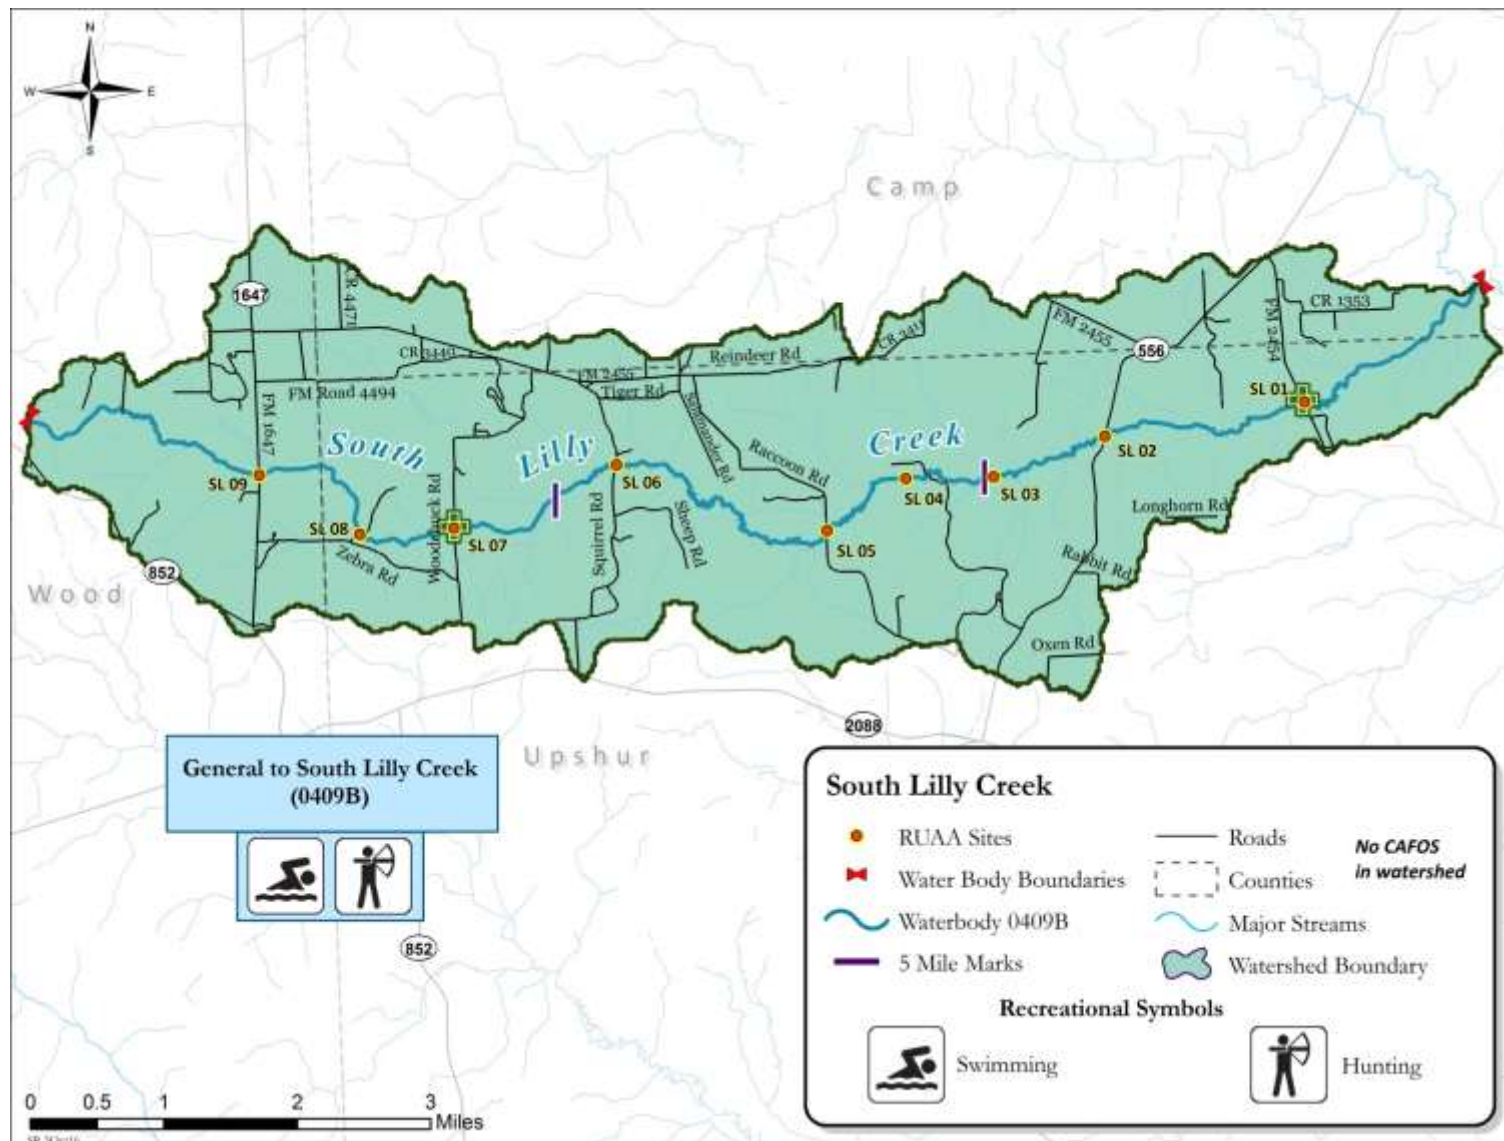 N
W
E
S
Camp
1647
CR 4471
CR 1353
FM 2454
FM 2455
556
CR 3440
Reindeer Rd
FM 2455
Tiger Rd
FM Road 4494
FM 1647
SL 01
South
Lilly
Creek
Salamander Rd
Raccoon Rd
SL 02
SL 06
SL 09
SL 04
SL 03
Woodchuck Rd
Squirrel Rd
Sheep Rd
Longhorn Rd
SL 08
SL 07
SL 05
Zebra Rd
Rabbit Rd
852
Wood
Oxen Rd
2088
Upshur
General to South Lilly Creek
(0409B)
852
South Lilly Creek
RUAA Sites
Water Body Boundaries
Waterbody 0409B
5 Mile Marks
Roads
Counties
Major Streams
Watershed Boundary
No CAFOS
in watershed
Recreational Symbols
Swimming
Hunting
0 0.5 1 2 3
Miles